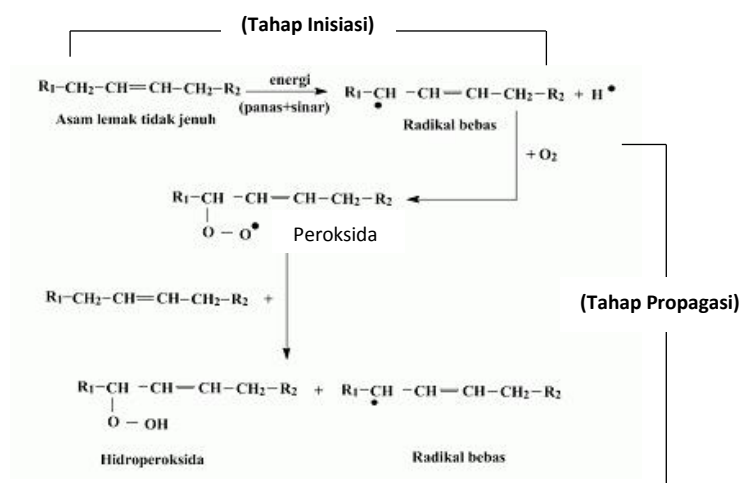 (Tahap Inisiasi)
R₁–CH₂–CH=CH–CH₂–R₂
energi
(panas+sinar)
R₁–CH –CH=CH–CH₂–R₂ + H•
•
Asam lemak tidak jenuh
Radikal bebas
+ O₂
R₁–CH –CH=CH–CH₂–R₂
O – O•
Peroksida
R₁–CH₂–CH=CH–CH₂–R₂ +
(Tahap Propagasi)
R₁–CH –CH=CH–CH₂–R₂ + R₁–CH –CH=CH–CH₂–R₂
•
O – OH
Hidroperoksida
Radikal bebas